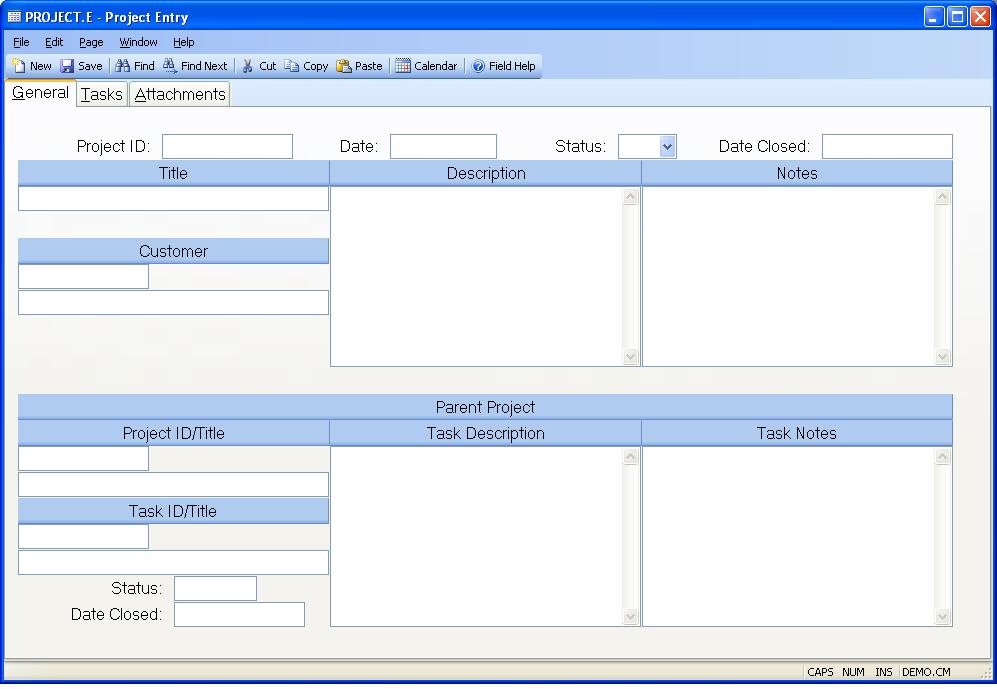 PROJECT.E - Project Entry
File Edit Page Window Help
New Save Find Find Next Cut Copy Paste Calendar Field Help
General Tasks Attachments
Project ID: Date: Status: Date Closed:
Title Description Notes
Customer
Parent Project
Project ID/Title Task Description Task Notes
Task ID/Title
Status:
Date Closed:
CAPS NUM INS DEMO.CM